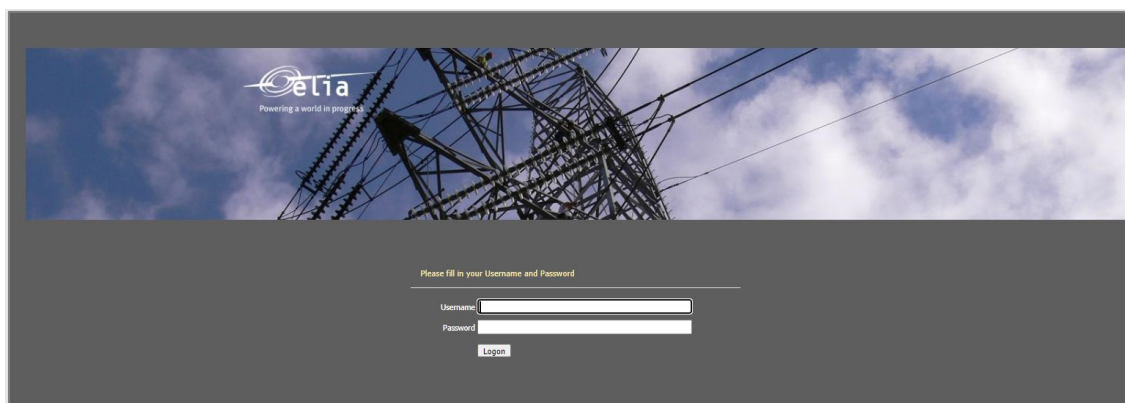 elia
Powering a world in progress
Please fill in your Username and Password
Username
Password
Logon